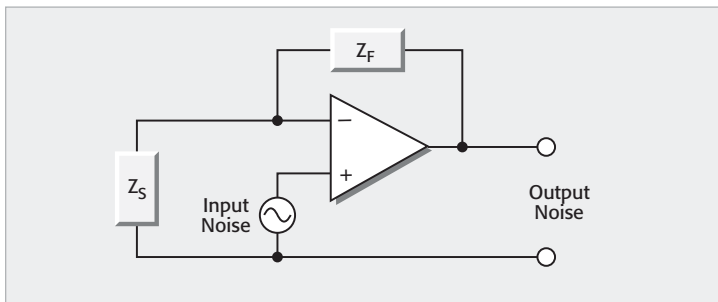 Z_F
−
+
Z_S
Input
Noise
Output
Noise